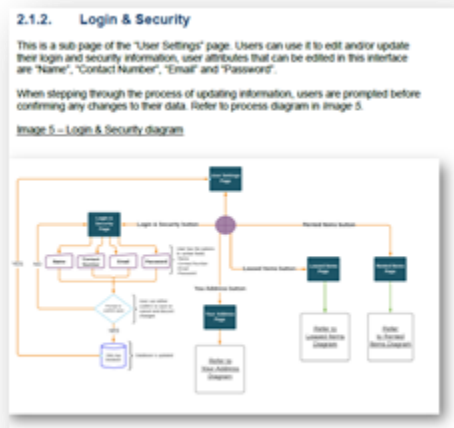 2.1.2. Login & Security
This is a sub page of the "User Settings" page. Users can use it to edit and/or update
their login and security information, user attributes that can be edited in this interface
are "Name", "Contact Number", "Email" and "Password".
When stepping through the process of updating information, users are prompted before
confirming any changes to their data. Refer to process diagram in Image 5.
Image 5 – Login & Security diagram
User Settings
Page
Login &
Security
Page
Login & Security button
Rented Items button
Name
Contact
Number
Email
Password
YES
NO
Leased Items button
Leased Items
Page
Rented Items
Page
Your Address button
Your Address
Page
YES
Database is updated
Refer to
Leased Items
Diagram
Refer
to Rented
Items Diagram
Refer to
Your Address
Diagram